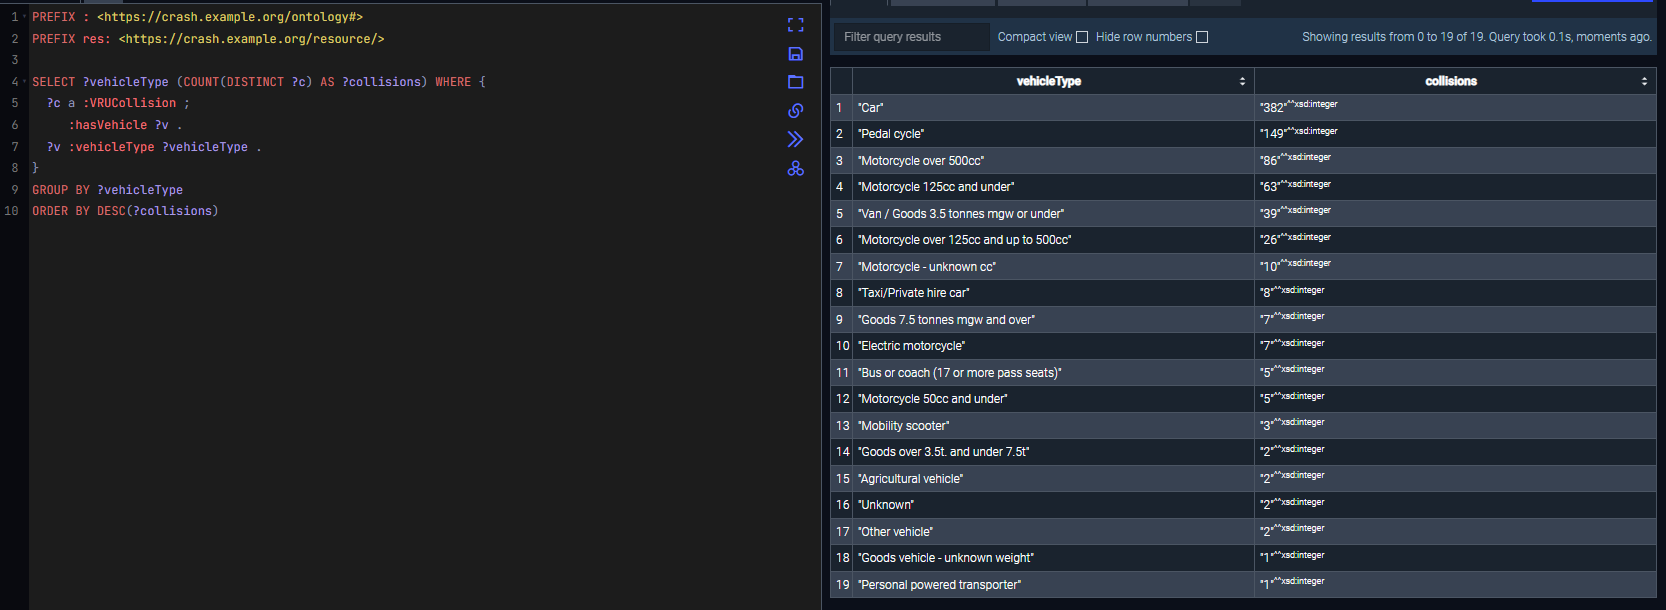 1 PREFIX : <https://crash.example.org/ontology#>
2 PREFIX res: <https://crash.example.org/resource/>
3
4 SELECT ?vehicleType (COUNT(DISTINCT ?c) AS ?collisions) WHERE {
5 ?c a :VRUCollision ;
6 :hasVehicle ?v .
7 ?v :vehicleType ?vehicleType .
8 }
9 GROUP BY ?vehicleType
10 ORDER BY DESC(?collisions)
Filter query results Compact view Hide row numbers Showing results from 0 to 19 of 19. Query took 0.1s, moments ago.
vehicleType collisions
1 "Car" "382"^^xsd:integer
2 "Pedal cycle" "149"^^xsd:integer
3 "Motorcycle over 500cc" "86"^^xsd:integer
4 "Motorcycle 125cc and under" "63"^^xsd:integer
5 "Van / Goods 3.5 tonnes mgw or under" "39"^^xsd:integer
6 "Motorcycle over 125cc and up to 500cc" "26"^^xsd:integer
7 "Motorcycle - unknown cc" "10"^^xsd:integer
8 "Taxi/Private hire car" "8"^^xsd:integer
9 "Goods 7.5 tonnes mgw and over" "7"^^xsd:integer
10 "Electric motorcycle" "7"^^xsd:integer
11 "Bus or coach (17 or more pass seats)" "5"^^xsd:integer
12 "Motorcycle 50cc and under" "5"^^xsd:integer
13 "Mobility scooter" "3"^^xsd:integer
14 "Goods over 3.5t. and under 7.5t" "2"^^xsd:integer
15 "Agricultural vehicle" "2"^^xsd:integer
16 "Unknown" "2"^^xsd:integer
17 "Other vehicle" "2"^^xsd:integer
18 "Goods vehicle - unknown weight" "1"^^xsd:integer
19 "Personal powered transporter" "1"^^xsd:integer